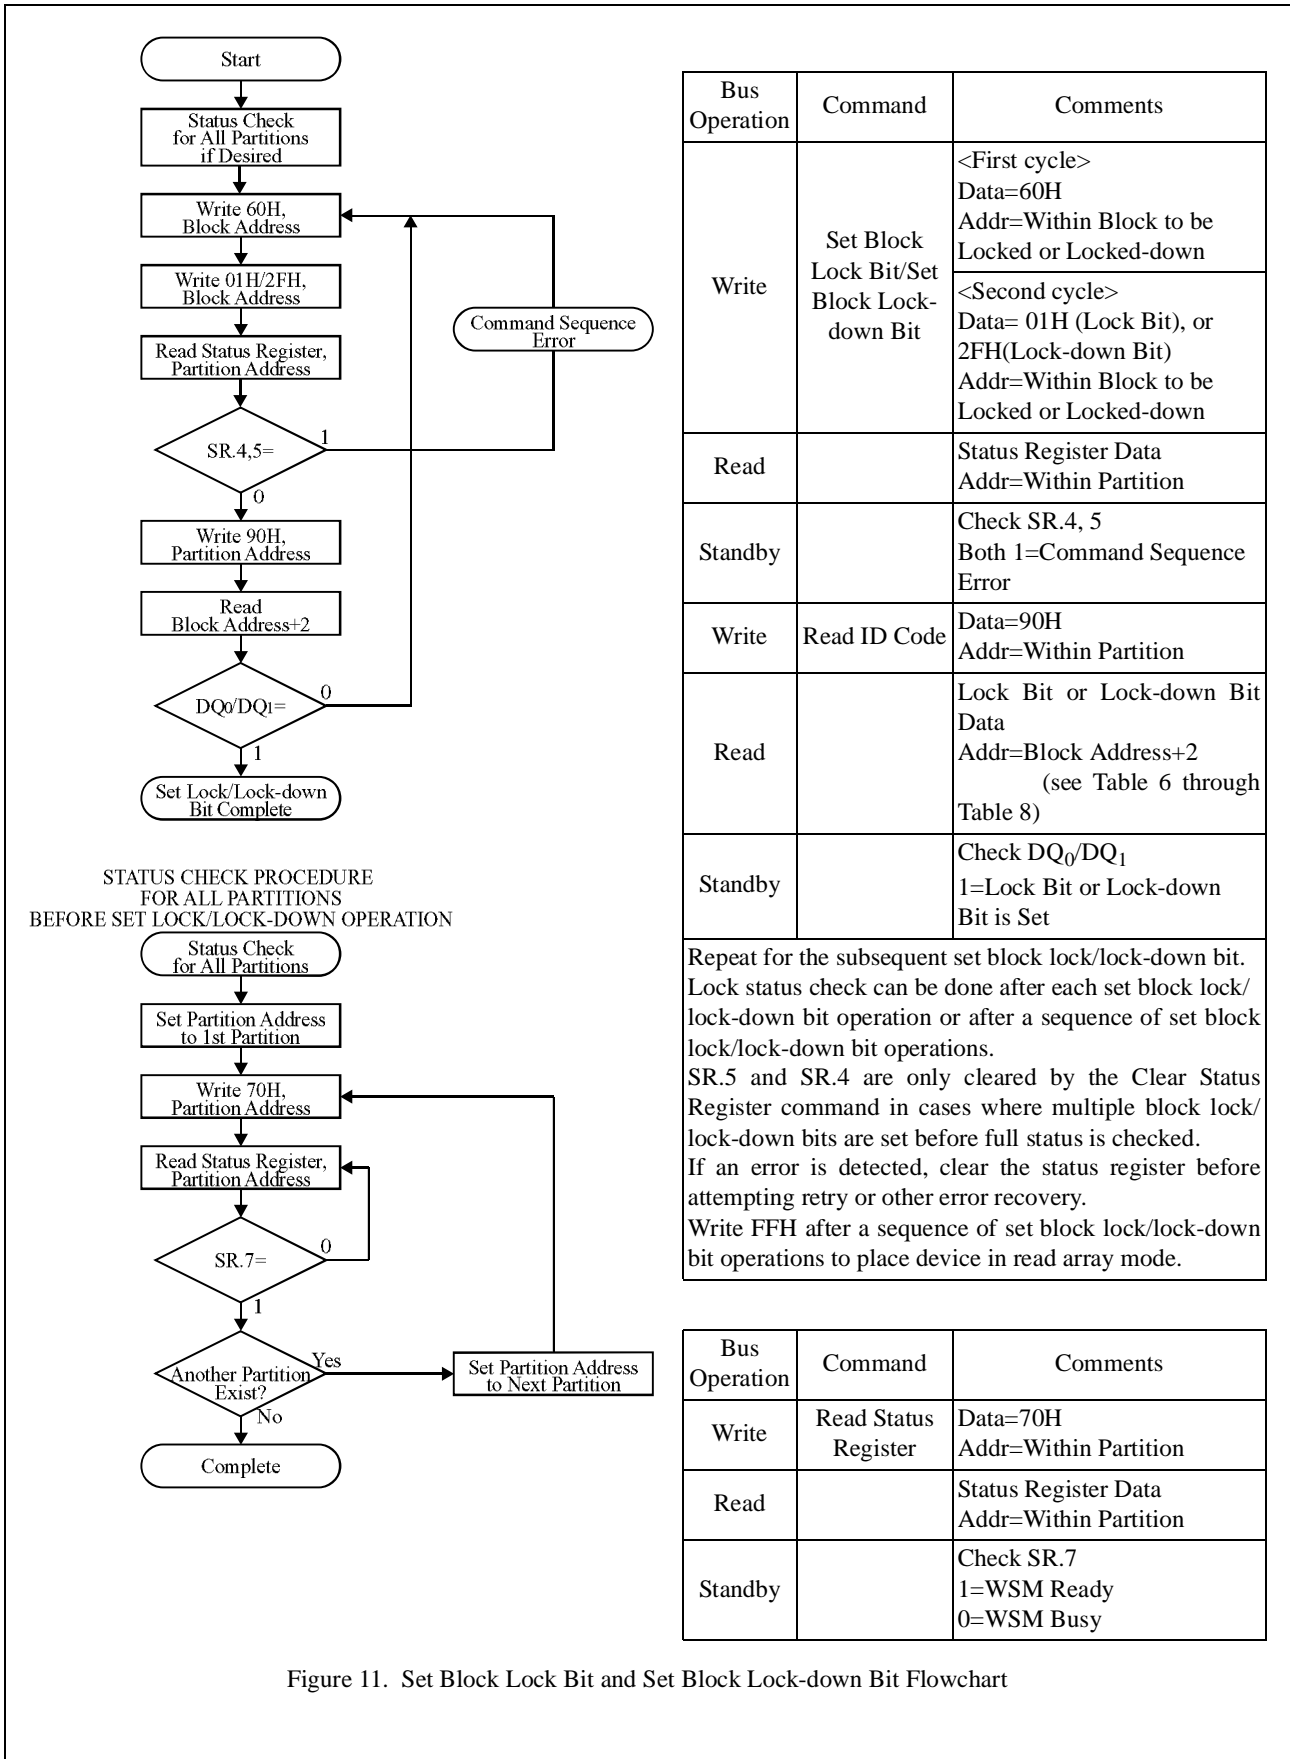 Start
Status Check
for All Partitions
if Desired
Write 60H,
Block Address
Write 01H/2FH,
Block Address
Read Status Register,
Partition Address
SR.4,5=
1
0
Command Sequence
Error
Write 90H,
Partition Address
Read
Block Address+2
DQ0/DQ1=
0
1
Set Lock/Lock-down
Bit Complete
STATUS CHECK PROCEDURE
FOR ALL PARTITIONS
BEFORE SET LOCK/LOCK-DOWN OPERATION
Status Check
for All Partitions
Set Partition Address
to 1st Partition
Write 70H,
Partition Address
Read Status Register,
Partition Address
SR.7=
0
1
Another Partition
Exist?
Yes
No
Set Partition Address
to Next Partition
Complete
Bus
Operation
Command
Comments
Write
Set Block
Lock Bit/Set
Block Lock-
down Bit
<First cycle>
Data=60H
Addr=Within Block to be
Locked or Locked-down
<Second cycle>
Data= 01H (Lock Bit), or
2FH(Lock-down Bit)
Addr=Within Block to be
Locked or Locked-down
Read
Status Register Data
Addr=Within Partition
Standby
Check SR.4, 5
Both 1=Command Sequence
Error
Write
Read ID Code
Data=90H
Addr=Within Partition
Read
Lock Bit or Lock-down Bit
Data
Addr=Block Address+2
(see Table 6 through
Table 8)
Standby
Check DQ0/DQ1
1=Lock Bit or Lock-down
Bit is Set
Repeat for the subsequent set block lock/lock-down bit.
Lock status check can be done after each set block lock/
lock-down bit operation or after a sequence of set block
lock/lock-down bit operations.
SR.5 and SR.4 are only cleared by the Clear Status
Register command in cases where multiple block lock/
lock-down bits are set before full status is checked.
If an error is detected, clear the status register before
attempting retry or other error recovery.
Write FFH after a sequence of set block lock/lock-down
bit operations to place device in read array mode.
Bus
Operation
Command
Comments
Write
Read Status
Register
Data=70H
Addr=Within Partition
Read
Status Register Data
Addr=Within Partition
Standby
Check SR.7
1=WSM Ready
0=WSM Busy
Figure 11. Set Block Lock Bit and Set Block Lock-down Bit Flowchart